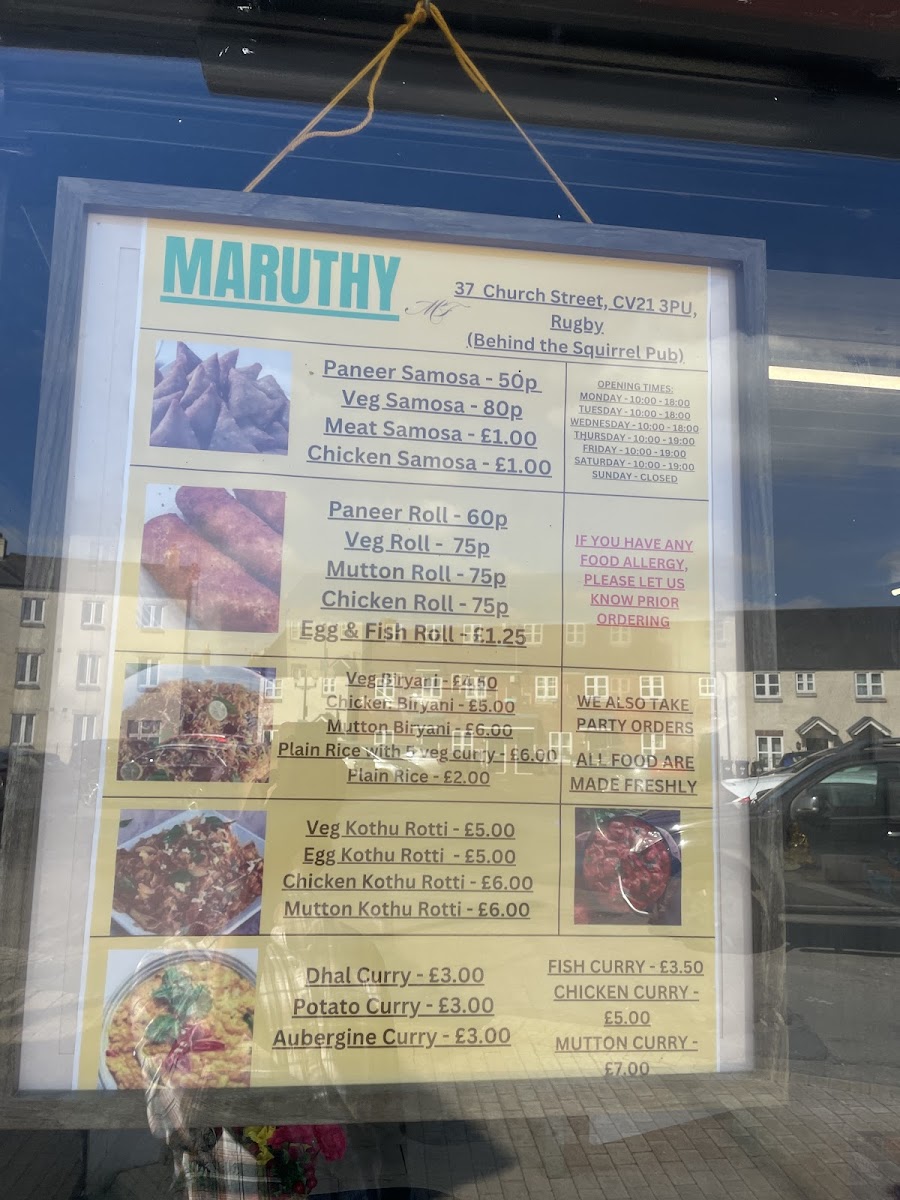 MARUTHY
MF
37 Church Street, CV21 3PU,
Rugby
(Behind the Squirrel Pub)
Paneer Samosa - 50p
Veg Samosa - 80p
Meat Samosa - £1.00
Chicken Samosa - £1.00
OPENING TIMES:
MONDAY - 10:00 - 18:00
TUESDAY - 10:00 - 18:00
WEDNESDAY - 10:00 - 18:00
THURSDAY - 10:00 - 19:00
FRIDAY - 10:00 - 19:00
SATURDAY - 10:00 - 19:00
SUNDAY - CLOSED
Paneer Roll - 60p
Veg Roll - 75p
Mutton Roll - 75p
Chicken Roll - 75p
Egg & Fish Roll - £1.25
IF YOU HAVE ANY
FOOD ALLERGY,
PLEASE LET US
KNOW PRIOR
ORDERING
Veg Biryani - £4.50
Chicken Biryani - £5.00
Mutton Biryani - £6.00
Plain Rice with 5 veg curry - £6.00
Plain Rice - £2.00
WE ALSO TAKE
PARTY ORDERS
ALL FOOD ARE
MADE FRESHLY
Veg Kothu Rotti - £5.00
Egg Kothu Rotti - £5.00
Chicken Kothu Rotti - £6.00
Mutton Kothu Rotti - £6.00
Dhal Curry - £3.00
Potato Curry - £3.00
Aubergine Curry - £3.00
FISH CURRY - £3.50
CHICKEN CURRY -
£5.00
MUTTON CURRY -
£7.00